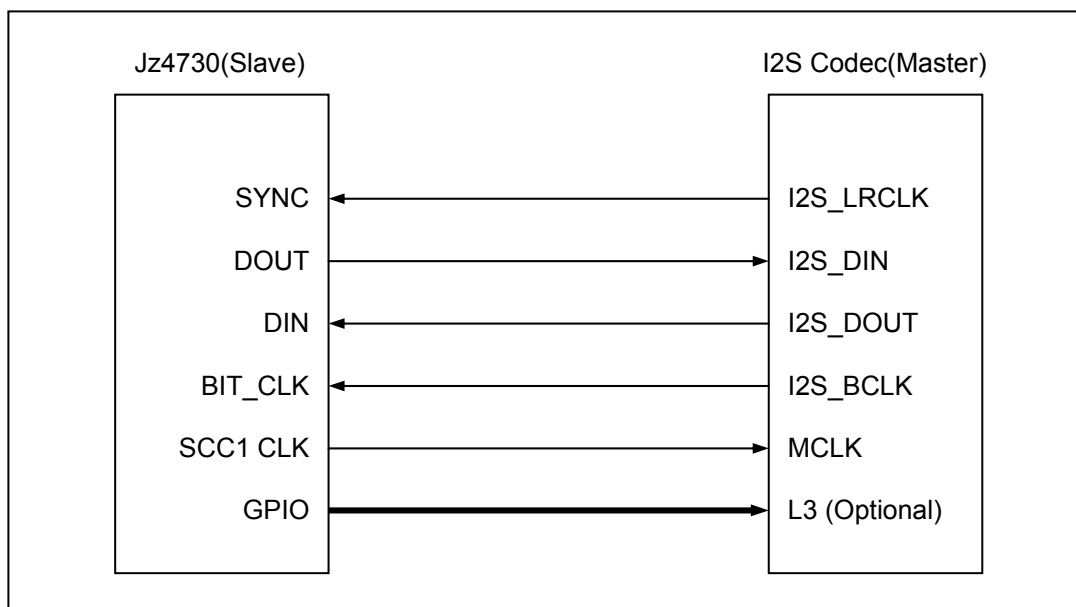 Jz4730(Slave) I2S Codec(Master)
SYNC I2S_LRCLK
DOUT I2S_DIN
DIN I2S_DOUT
BIT_CLK I2S_BCLK
SCC1 CLK MCLK
GPIO L3 (Optional)